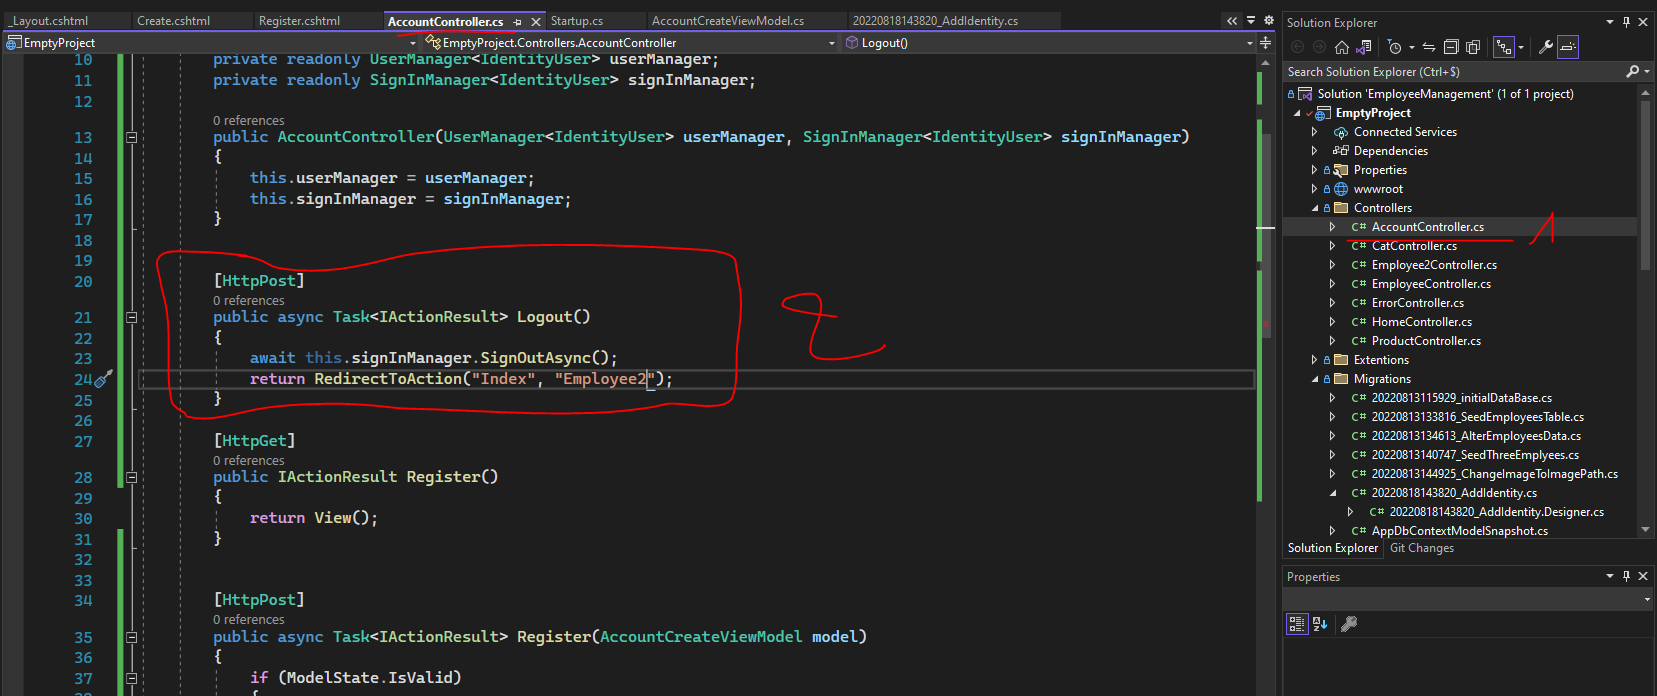 _Layout.cshtml
Create.cshtml
Register.cshtml
AccountController.cs
Startup.cs
AccountCreateViewModel.cs
20220818143820_AddIdentity.cs
EmptyProject
EmptyProject.Controllers.AccountController
Logout()
10 private readonly UserManager<IdentityUser> userManager;
11 private readonly SignInManager<IdentityUser> signInManager;
12
0 references
13 public AccountController(UserManager<IdentityUser> userManager, SignInManager<IdentityUser> signInManager)
14 {
15 this.userManager = userManager;
16 this.signInManager = signInManager;
17 }
18
19
20 [HttpPost]
0 references
21 public async Task<IActionResult> Logout()
22 {
23 await this.signInManager.SignOutAsync();
24 return RedirectToAction("Index", "Employee2");
25 }
26
27 [HttpGet]
0 references
28 public IActionResult Register()
29 {
30 return View();
31 }
32
33
34 [HttpPost]
0 references
35 public async Task<IActionResult> Register(AccountCreateViewModel model)
36 {
37 if (ModelState.IsValid)
2
Solution Explorer
Search Solution Explorer (Ctrl+$)
Solution 'EmployeeManagement' (1 of 1 project)
EmptyProject
Connected Services
Dependencies
Properties
wwwroot
Controllers
C# AccountController.cs
1
C# CatController.cs
C# Employee2Controller.cs
C# EmployeeController.cs
C# ErrorController.cs
C# HomeController.cs
C# ProductController.cs
Extentions
Migrations
C# 20220813115929_initialDataBase.cs
C# 20220813133816_SeedEmployeesTable.cs
C# 20220813134613_AlterEmployeesData.cs
C# 20220813140747_SeedThreeEmplyees.cs
C# 20220813144925_ChangeImageToImagePath.cs
C# 20220818143820_AddIdentity.cs
C# 20220818143820_AddIdentity.Designer.cs
C# AppDbContextModelSnapshot.cs
Solution Explorer
Git Changes
Properties